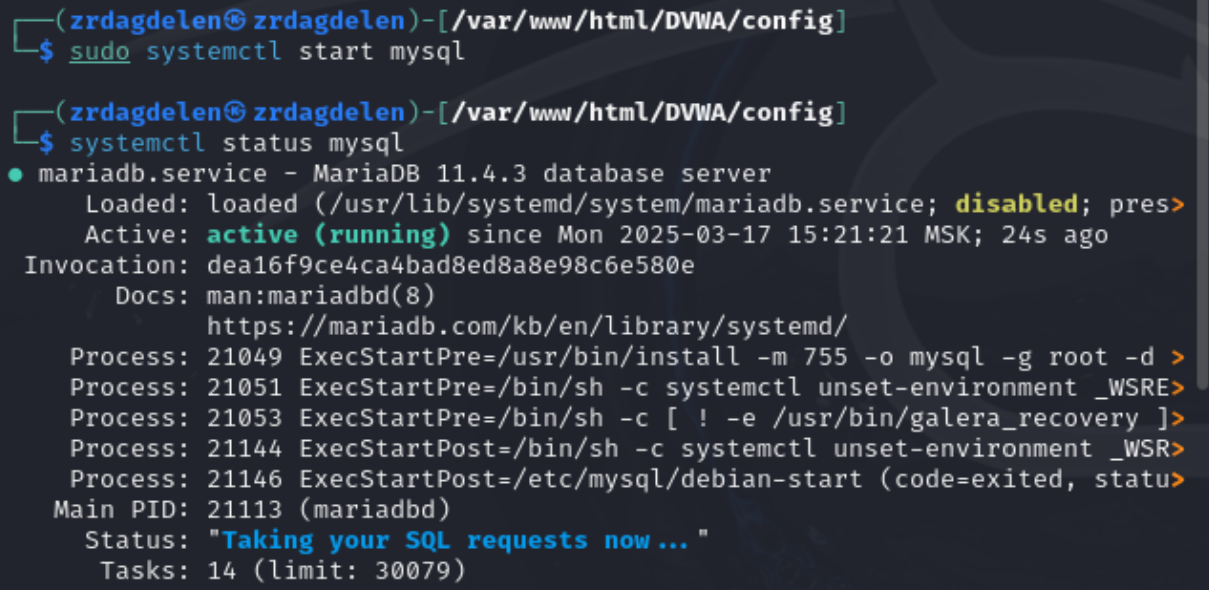 ┌──(zrdagdelen㉿zrdagdelen)-[/var/www/html/DVWA/config]
└─$ sudo systemctl start mysql
┌──(zrdagdelen㉿zrdagdelen)-[/var/www/html/DVWA/config]
└─$ systemctl status mysql
● mariadb.service - MariaDB 11.4.3 database server
Loaded: loaded (/usr/lib/systemd/system/mariadb.service; disabled; pres>
Active: active (running) since Mon 2025-03-17 15:21:21 MSK; 24s ago
Invocation: dea16f9ce4ca4bad8ed8a8e98c6e580e
Docs: man:mariadbd(8)
https://mariadb.com/kb/en/library/systemd/
Process: 21049 ExecStartPre=/usr/bin/install -m 755 -o mysql -g root -d >
Process: 21051 ExecStartPre=/bin/sh -c systemctl unset-environment _WSRE>
Process: 21053 ExecStartPre=/bin/sh -c [ ! -e /usr/bin/galera_recovery ]>
Process: 21144 ExecStartPost=/bin/sh -c systemctl unset-environment _WSR>
Process: 21146 ExecStartPost=/etc/mysql/debian-start (code=exited, statu>
Main PID: 21113 (mariadbd)
Status: "Taking your SQL requests now..."
Tasks: 14 (limit: 30079)